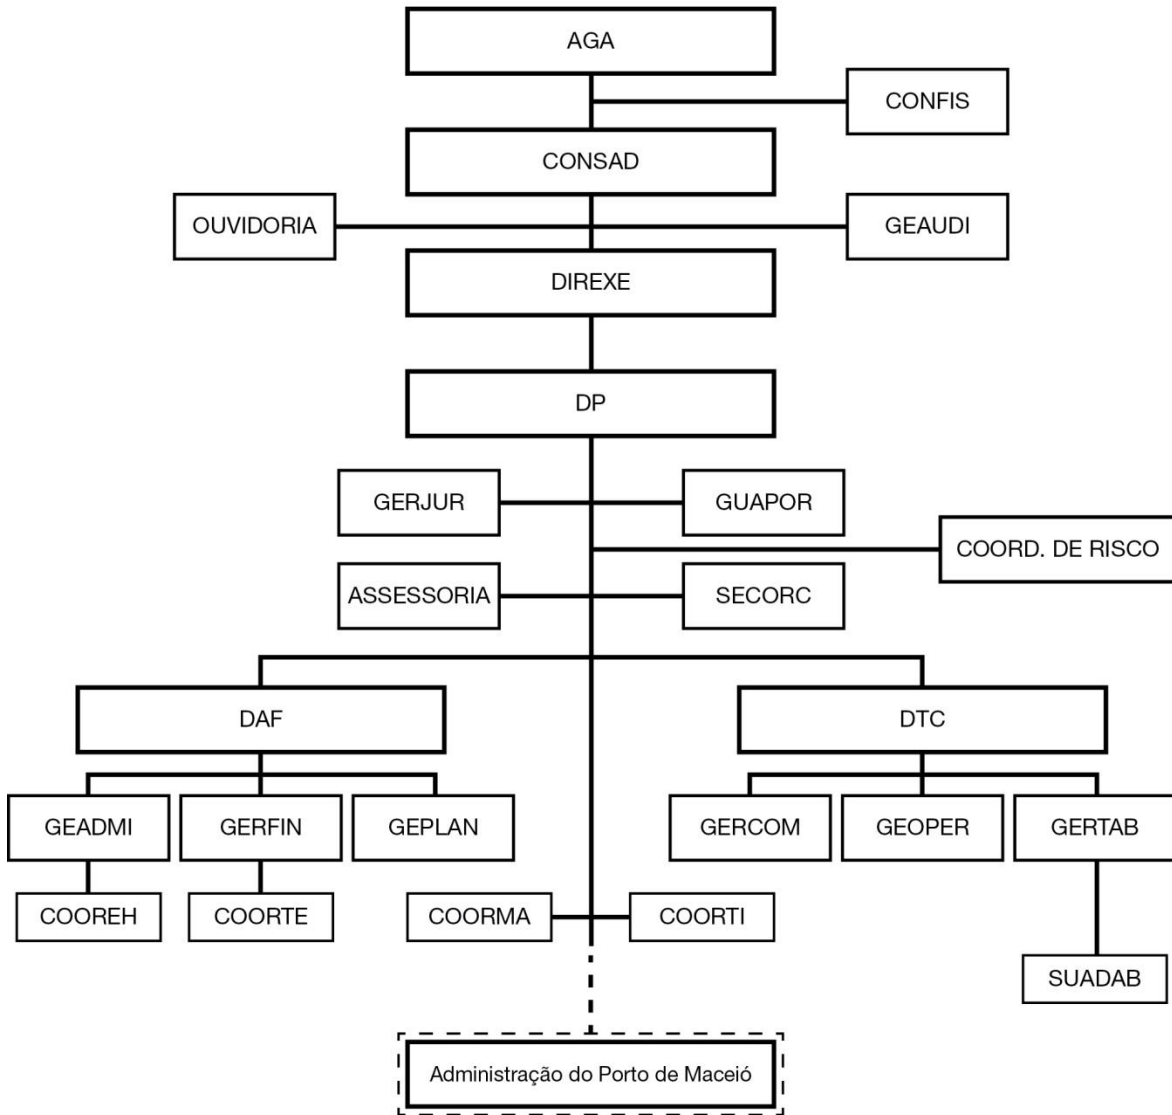 AGA
CONFIS
CONSAD
OUVIDORIA
GEAUDI
DIREXE
DP
GERJUR
GUAPOR
COORD. DE RISCO
ASSESSORIA
SECORC
DAF
DTC
GEADMI
GERFIN
GEPLAN
GERCOM
GEOPER
GERTAB
COOREH
COORTE
COORMA
COORTI
SUADAB
Administração do Porto de Maceió